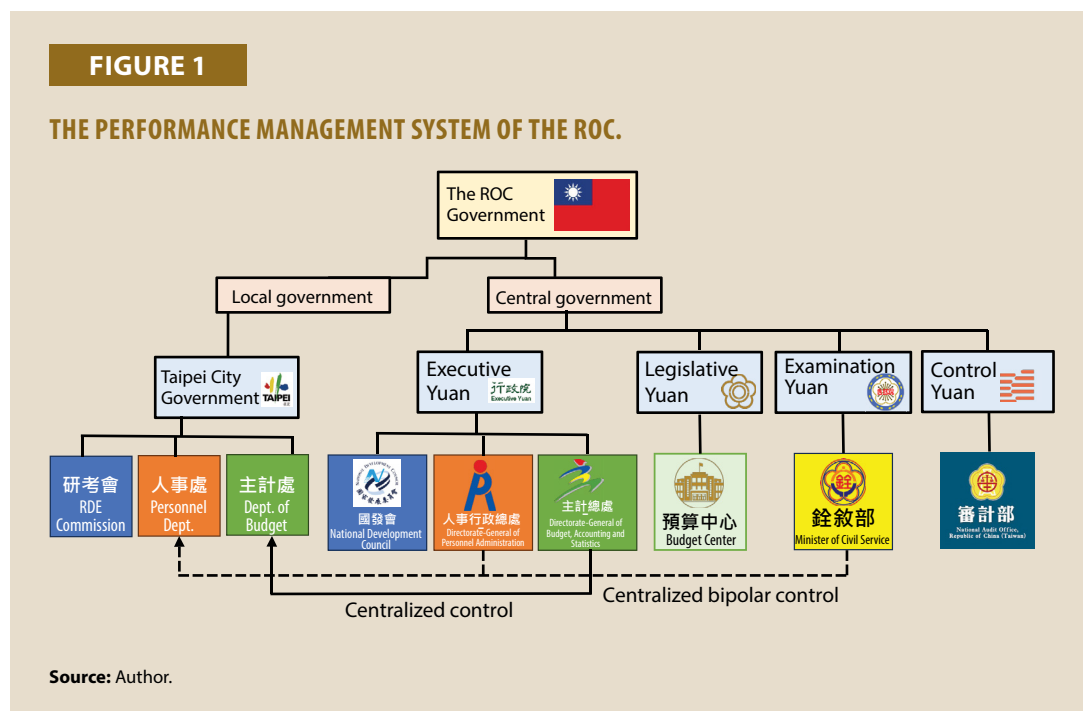 FIGURE 1
THE PERFORMANCE MANAGEMENT SYSTEM OF THE ROC.
The ROC
Government
Local government
Central government
Taipei City
Government
TAIPEI
Executive
Yuan
行政院
Executive Yuan
Legislative
Yuan
Examination
Yuan
Control
Yuan
研考會
RDE
Commission
人事處
Personnel
Dept.
主計處
Dept. of
Budget
國發會
National Development
Council
人事行政總處
Directorate-General of
Personnel Administration
主計總處
Directorate-General of
Budget, Accounting and
Statistics
預算中心
Budget Center
銓
銓敘部
Minister of Civil Service
審計部
National Audit Office,
Republic of China (Taiwan)
Centralized control
Centralized bipolar control
Source: Author.